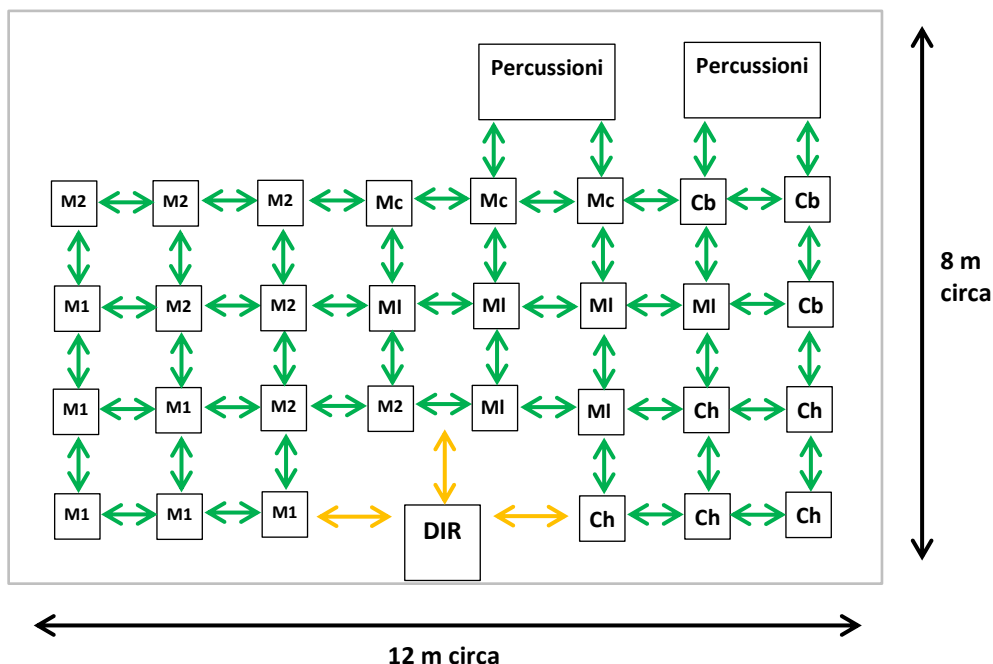 Percussioni
Percussioni
M2 M2 M2 Mc Mc Mc Cb Cb
M1 M2 M2 Ml Ml Ml Ml Cb
M1 M1 M2 M2 Ml Ml Ch Ch
M1 M1 M1 DIR Ch Ch Ch
8 m
circa
12 m circa